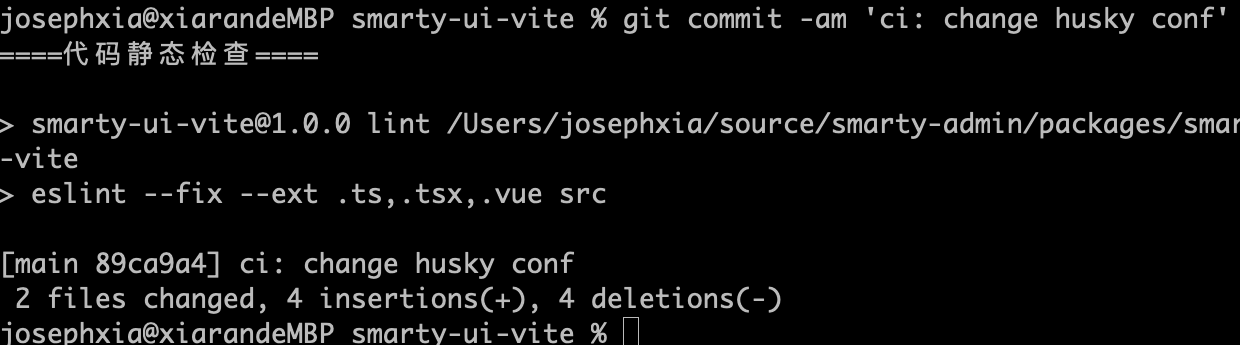 josephxia@xiarandeMBP smarty-ui-vite % git commit -am 'ci: change husky conf'
====代码静态检查====
> smarty-ui-vite@1.0.0 lint /Users/josephxia/source/smarty-admin/packages/smar
-vite
> eslint --fix --ext .ts,.tsx,.vue src
[main 89ca9a4] ci: change husky conf
2 files changed, 4 insertions(+), 4 deletions(-)
josephxia@xiarandeMBP smarty-ui-vite %